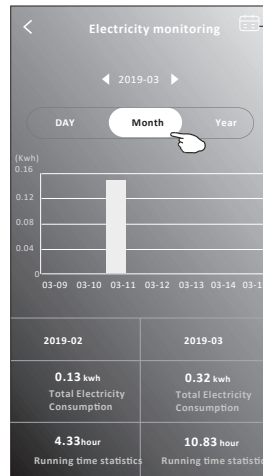 Electricity monitoring
2019-03
DAY Month Year
(Kwh)
0.16
0.12
0.08
0.04
0
03-09 03-10 03-11 03-12 03-13 03-14
2019-02 2019-03
0.13 kwh 0.32 kwh
Total Electricity Total Electricity
Consumption Consumption
4.33hour 10.83 hour
Running time statistics Running time